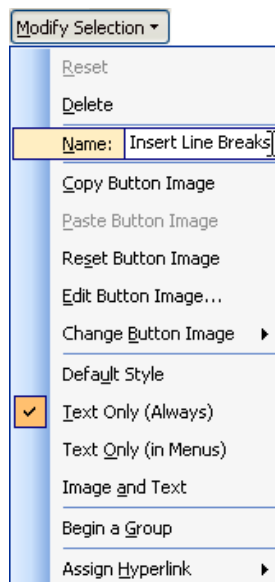 Modify Selection
Reset
Delete
Name: Insert Line Breaks
Copy Button Image
Paste Button Image
Reset Button Image
Edit Button Image...
Change Button Image
Default Style
Text Only (Always)
Text Only (in Menus)
Image and Text
Begin a Group
Assign Hyperlink